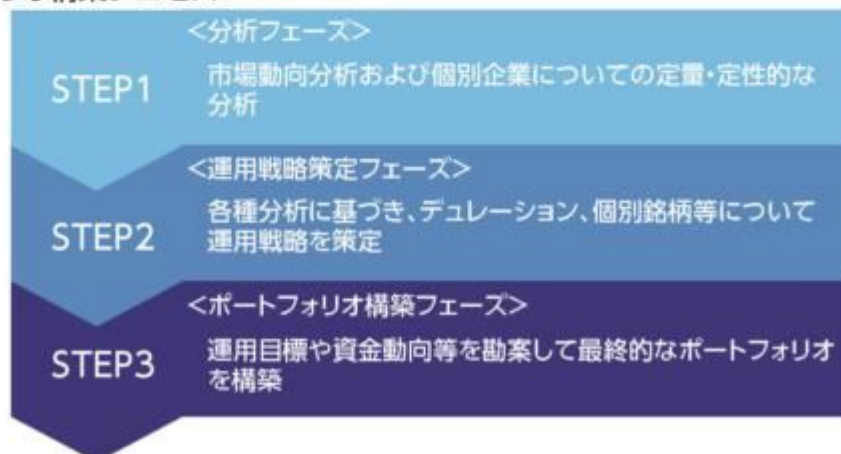 <分析フェーズ>
STEP1
市場動向分析および個別企業についての定量・定性的な
分析
<運用戦略策定フェーズ>
STEP2
各種分析に基づき、デュレーション、個別銘柄等について
運用戦略を策定
<ポートフォリオ構築フェーズ>
STEP3
運用目標や資金動向等を勘案して最終的なポートフォリオ
を構築